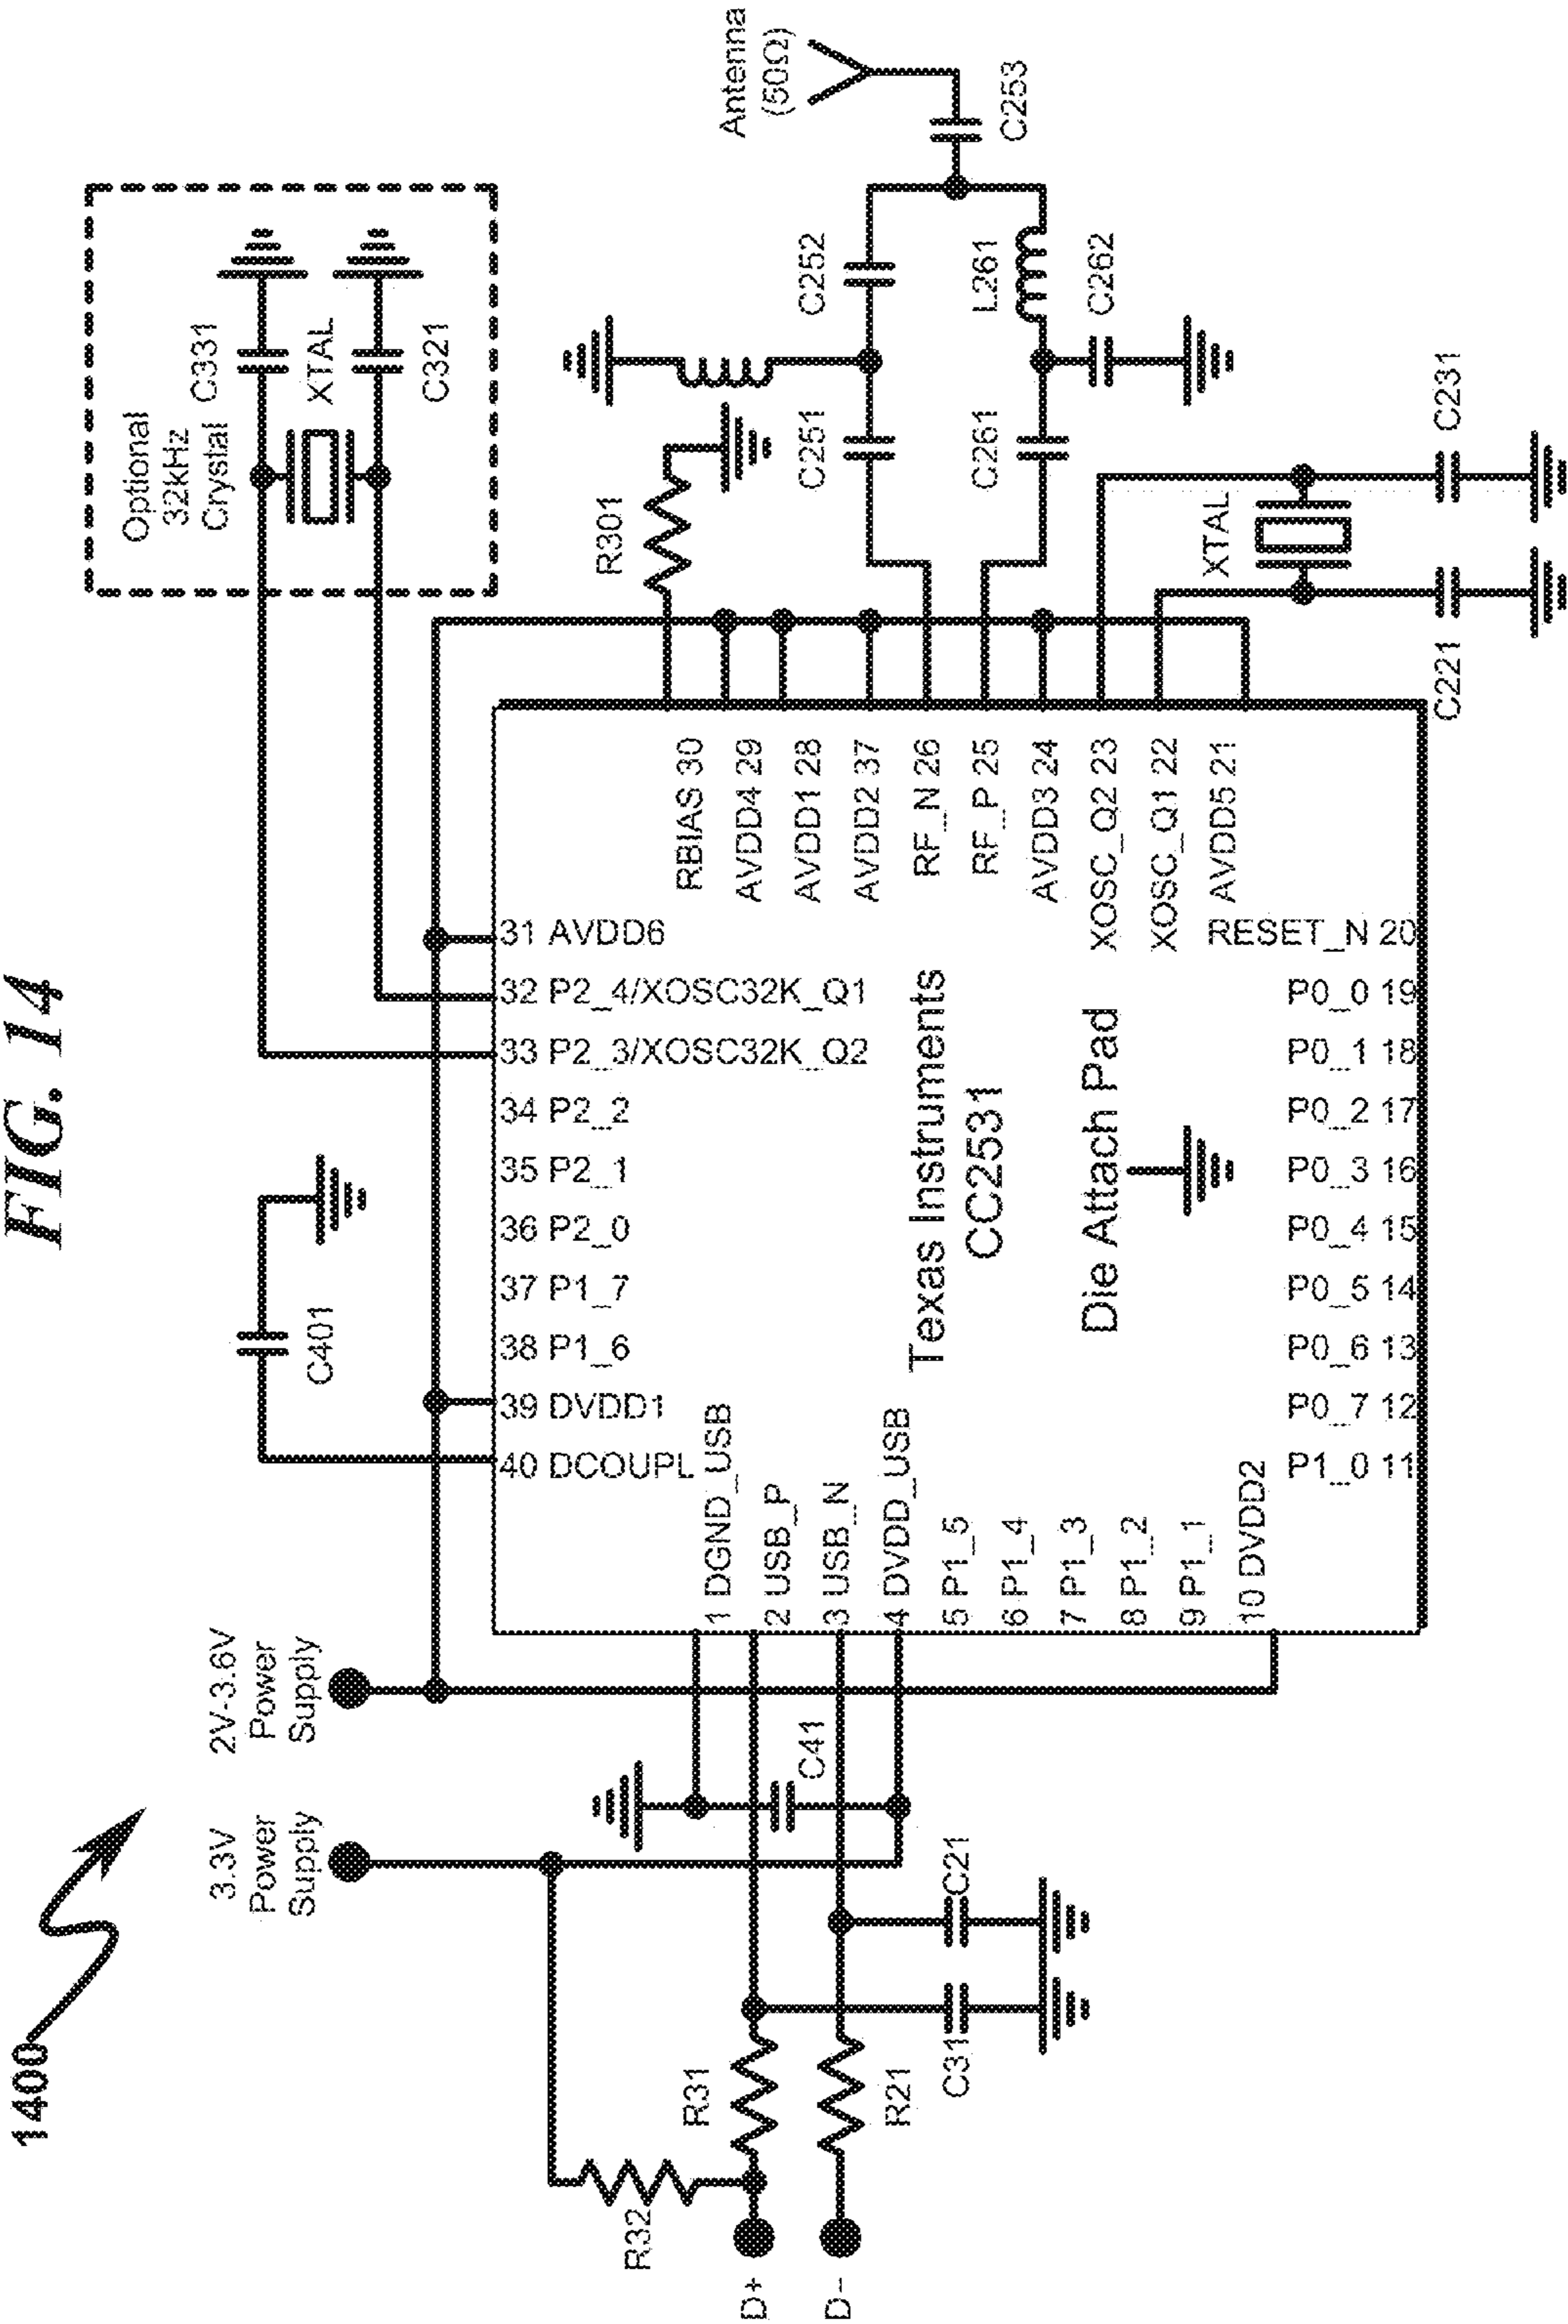 FIG. 14
1400
3.3V
Power
Supply
2V-3.6V
Power
Supply
C401
Optional
32kHz
Crystal
C331
XTAL
C321
40 DCOUPL
39 DVDD1
38 P1_6
37 P1_7
36 P2_0
35 P2_1
34 P2_2
33 P2_3/XOSC32K_Q2
32 P2_4/XOSC32K_Q1
31 AVDD6
R32
R31
D+
D-
R21
C31
C21
C41
1 DGND_USB
2 USB_P
3 USB_N
4 DVDD_USB
5 P1_5
6 P1_4
7 P1_3
8 P1_2
9 P1_1
10 DVDD2
Texas Instruments
CC2531
Die Attach Pad
RBIAS 30
AVDD4 29
AVDD1 28
AVDD2 37
RF_N 26
RF_P 25
AVDD3 24
XOSC_Q2 23
XOSC_Q1 22
AVDD5 21
P1_0 11
P0_7 12
P0_6 13
P0_5 14
P0_4 15
P0_3 16
P0_2 17
P0_1 18
P0_0 19
RESET_N 20
R301
C251
C252
C261
L261
C262
Antenna
(50Ω)
C253
XTAL
C221
C231